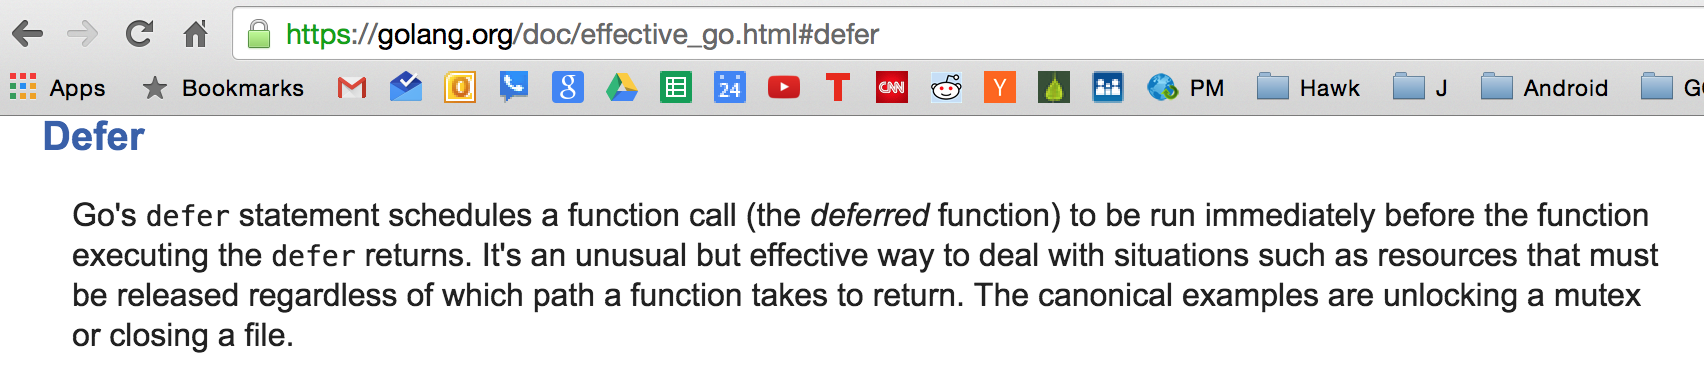 https://golang.org/doc/effective_go.html#defer
Apps Bookmarks 24 CNN Y PM Hawk J Android
Defer
Go's defer statement schedules a function call (the deferred function) to be run immediately before the function
executing the defer returns. It's an unusual but effective way to deal with situations such as resources that must
be released regardless of which path a function takes to return. The canonical examples are unlocking a mutex
or closing a file.